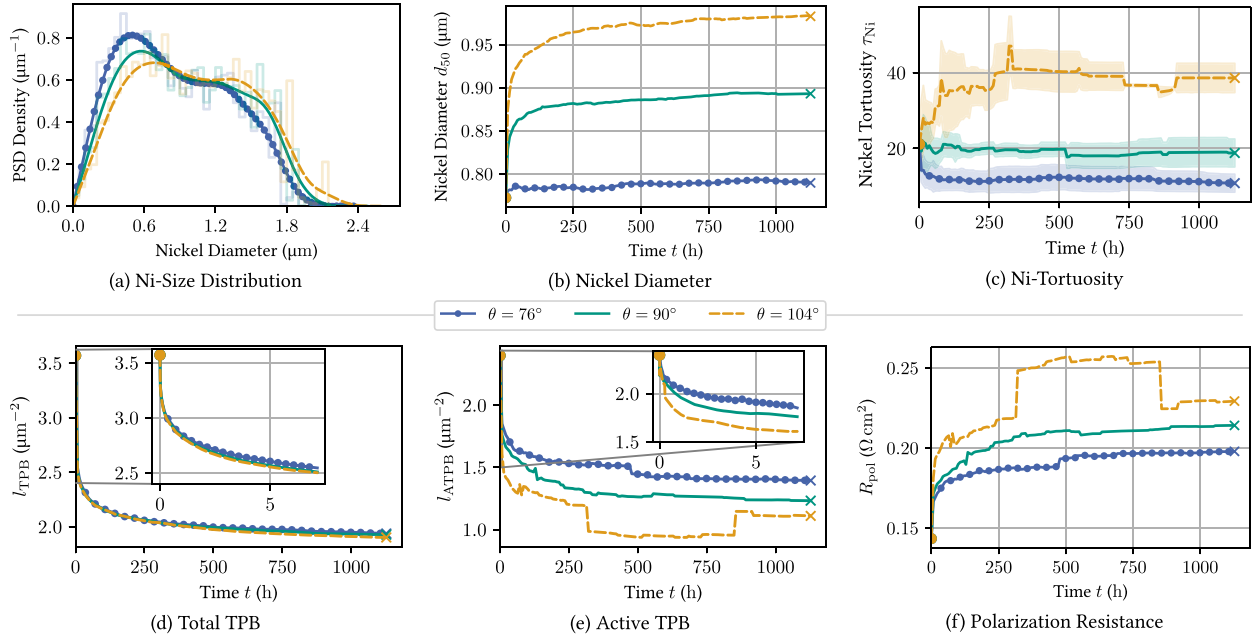 0.8
0.6
0.4
0.2
0.0
PSD Density (μm⁻¹)
0.0 0.6 1.2 1.8 2.4
Nickel Diameter (μm)
(a) Ni-Size Distribution
0.95
0.90
0.85
0.80
Nickel Diameter d₅₀ (μm)
0 250 500 750 1000
Time t (h)
(b) Nickel Diameter
40
20
Nickel Tortuosity τ_Ni
0 250 500 750 1000
Time t (h)
(c) Ni-Tortuosity
θ = 76° θ = 90° θ = 104°
3.5
3.0
2.5
2.0
l_TPB (μm⁻²)
3.5
3.0
2.5
0 5
0 250 500 750 1000
Time t (h)
(d) Total TPB
2.0
1.5
1.0
l_ATPB (μm⁻²)
2.0
1.5
0 5
0 250 500 750 1000
Time t (h)
(e) Active TPB
0.25
0.20
0.15
R_pol (Ω cm²)
0 250 500 750 1000
Time t (h)
(f) Polarization Resistance